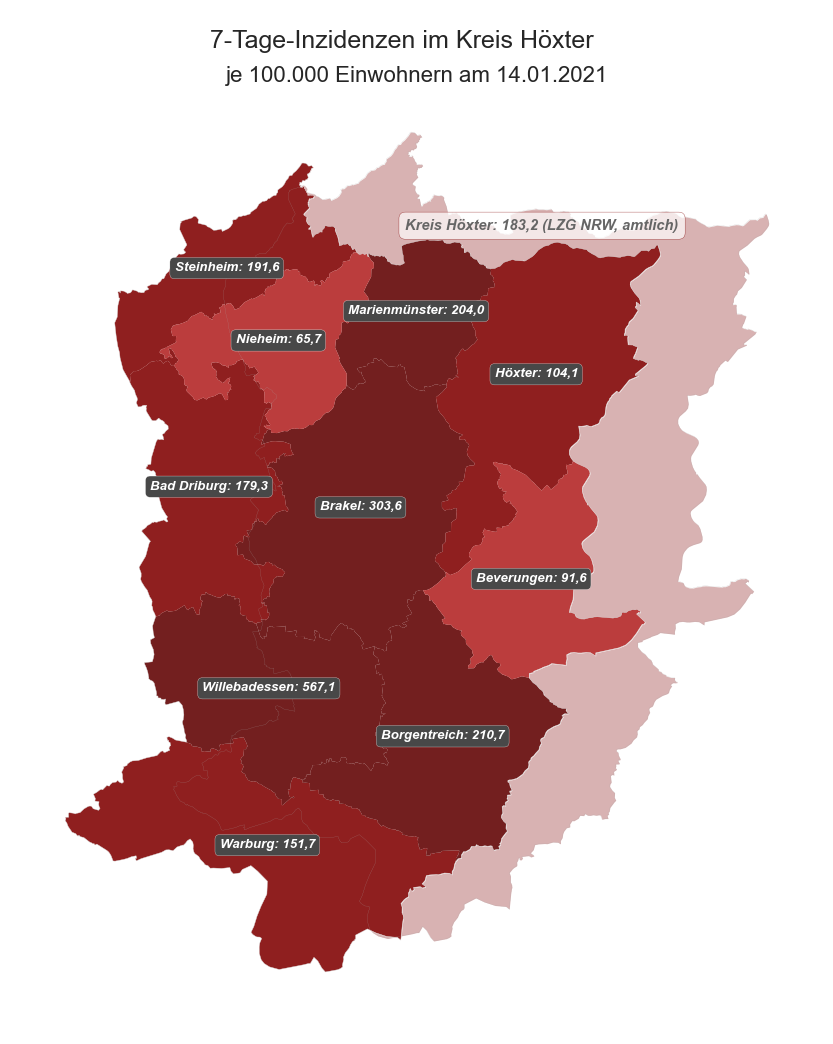 7-Tage-Inzidenzen im Kreis Höxter
je 100.000 Einwohnern am 14.01.2021
Kreis Höxter: 183,2 (LZG NRW, amtlich)
Steinheim: 191,6
Marienmünster: 204,0
Nieheim: 65,7
Höxter: 104,1
Bad Driburg: 179,3
Brakel: 303,6
Beverungen: 91,6
Willebadessen: 567,1
Borgentreich: 210,7
Warburg: 151,7